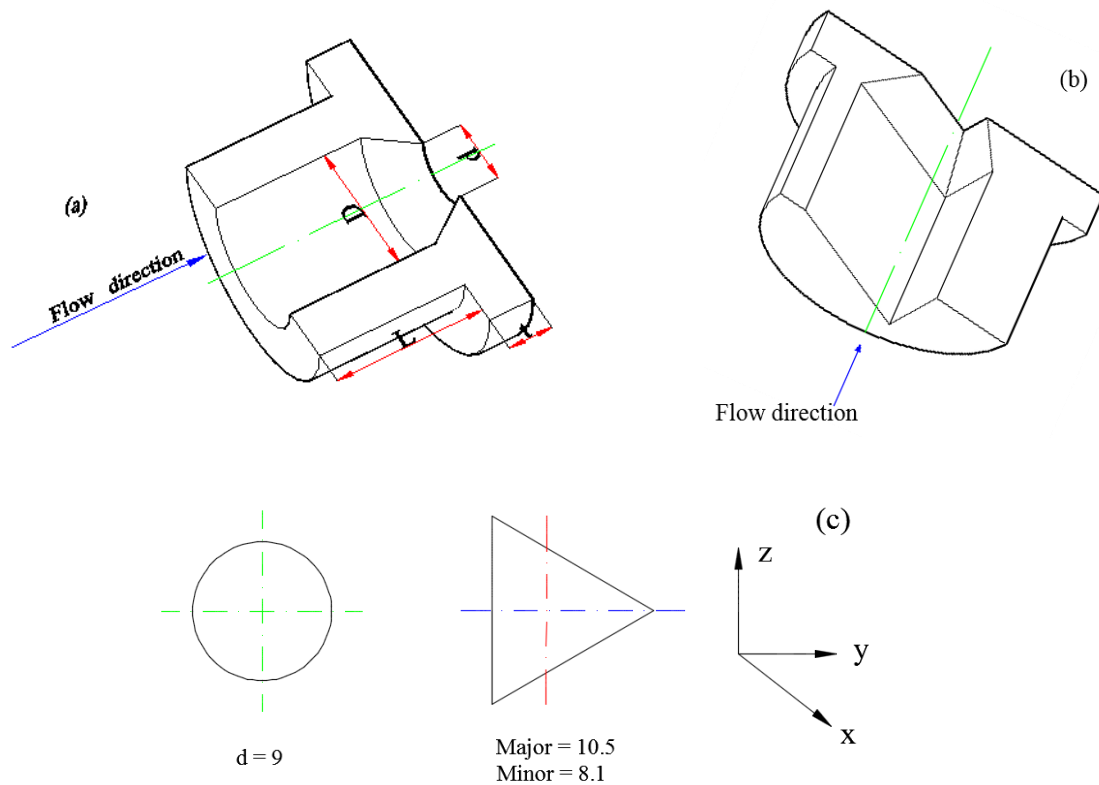 (a)
Flow direction
D
d
L
t
(b)
Flow direction
(c)
d = 9
Major = 10.5
Minor = 8.1
z
y
x